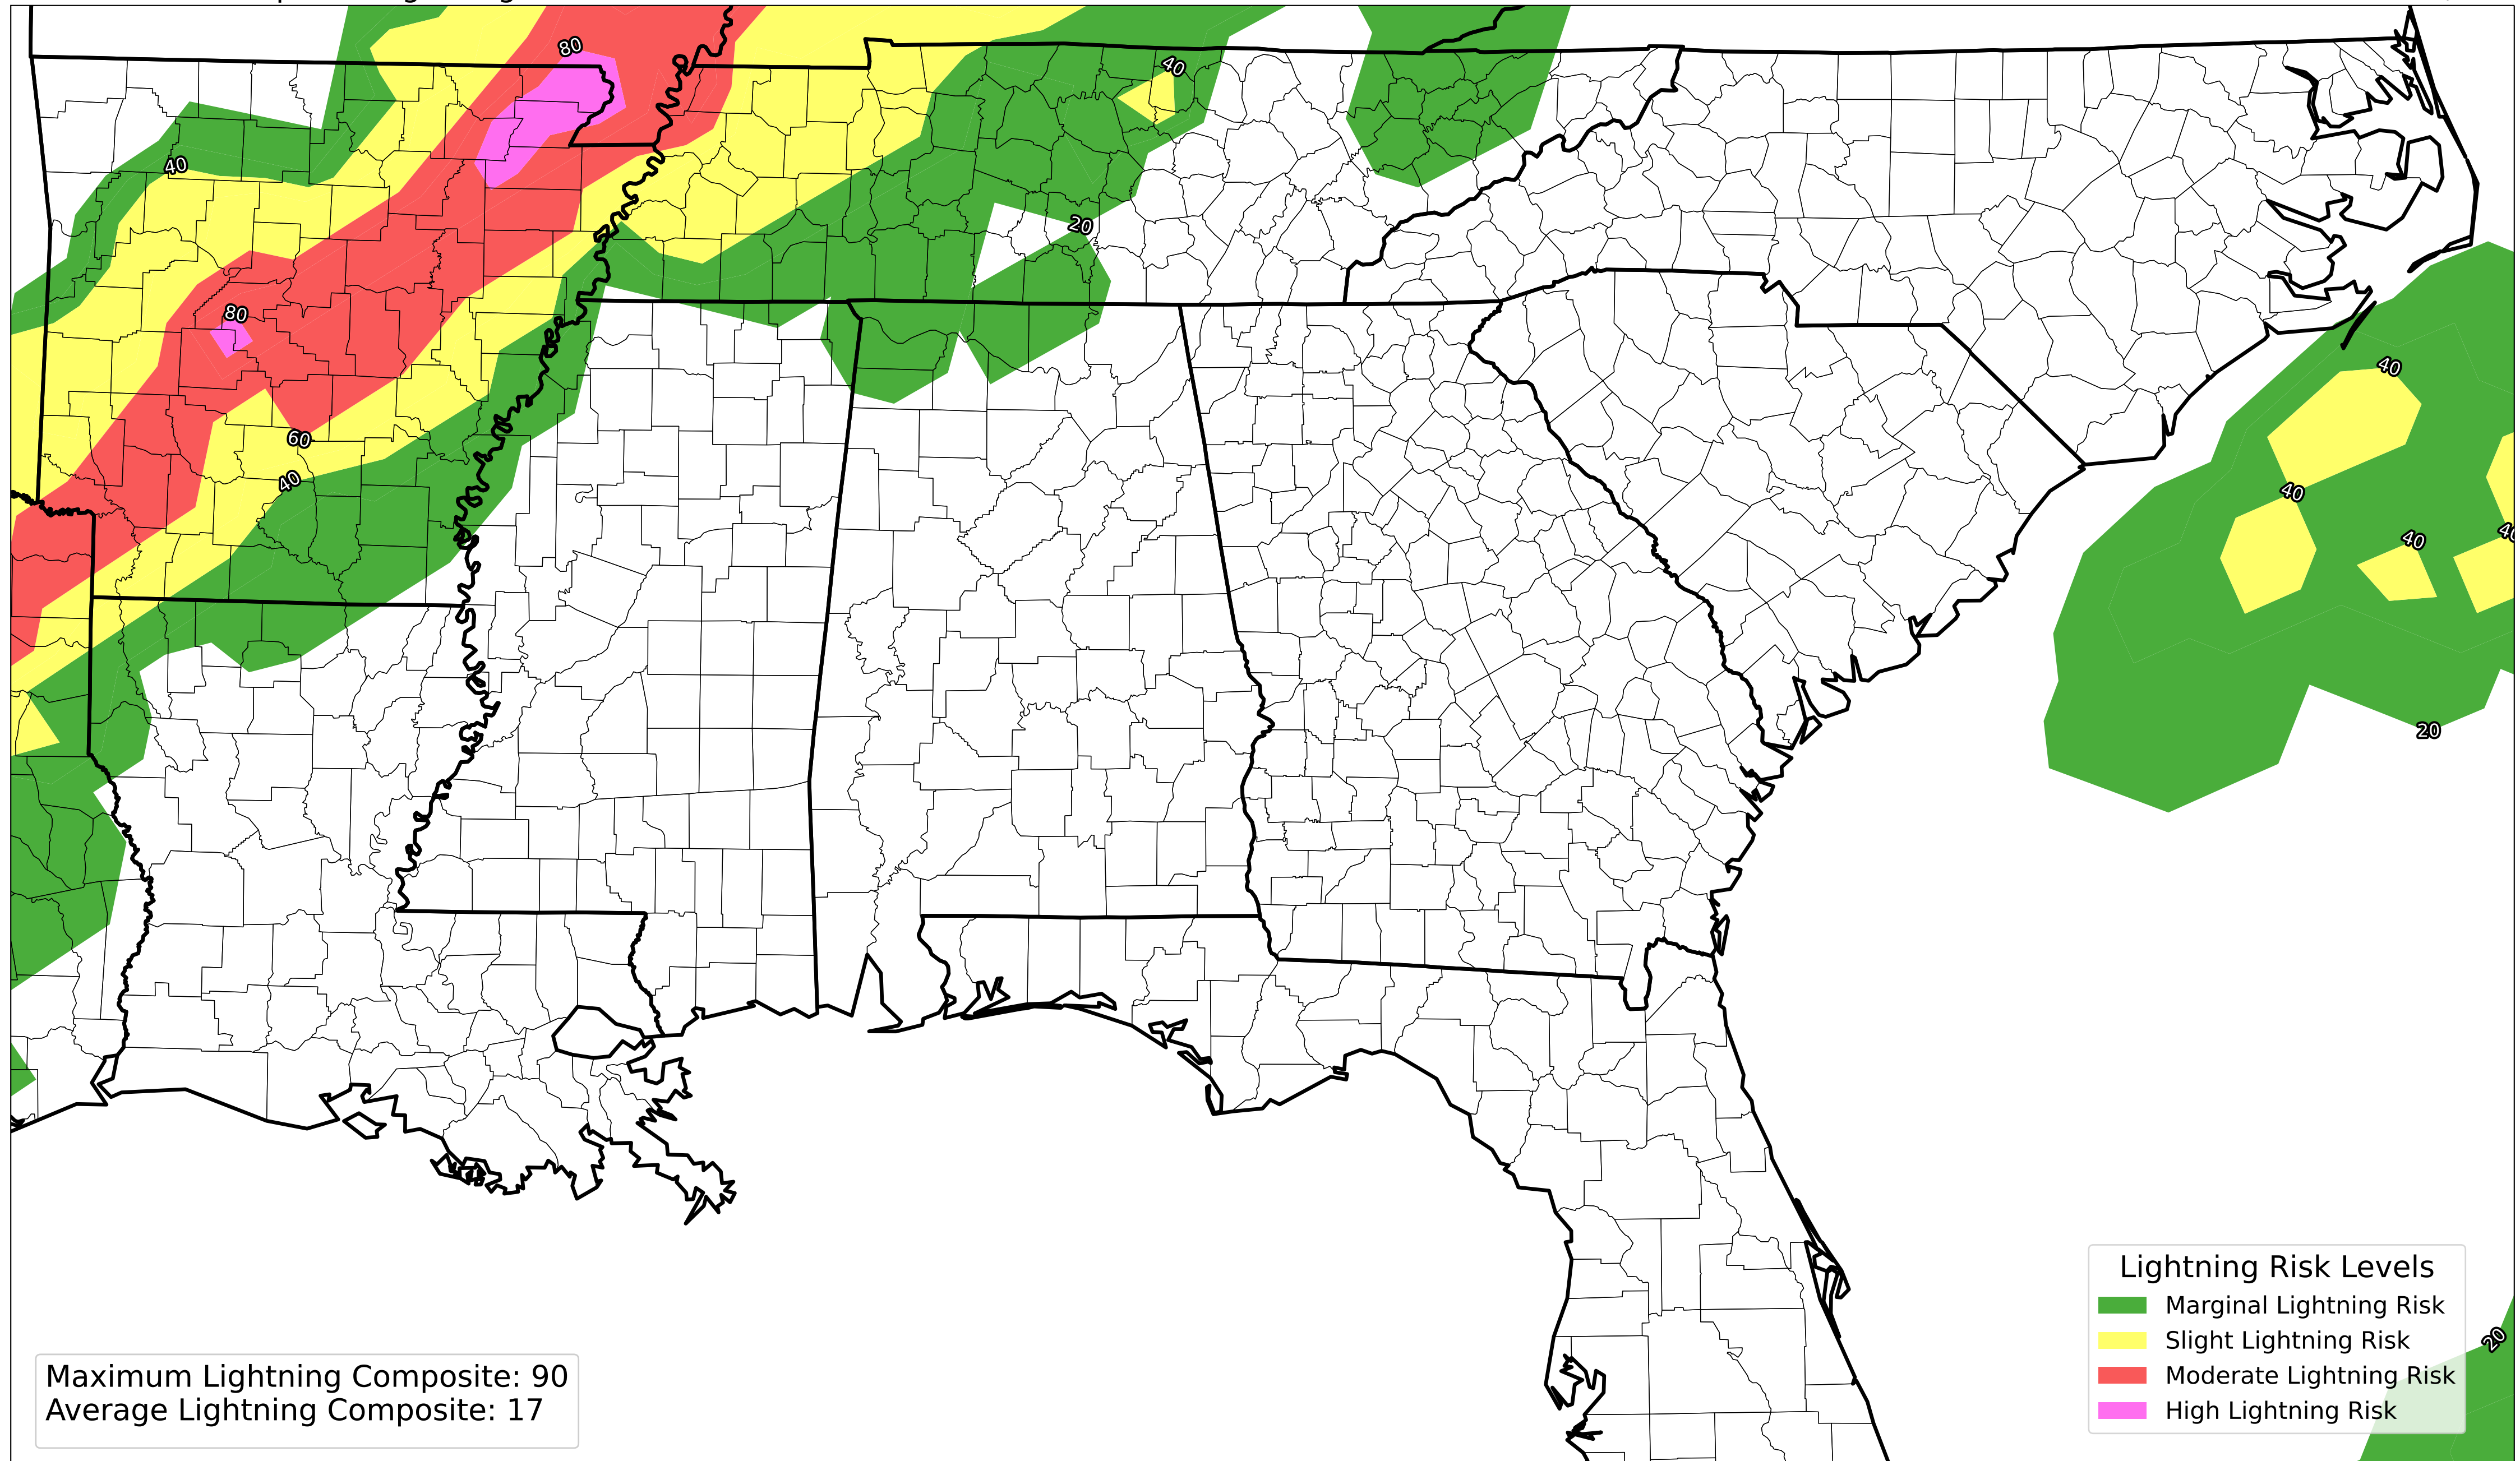 80
40
40
20
80
40
60
40
40
40
40
20
20
Lightning Risk Levels
Marginal Lightning Risk
Slight Lightning Risk
Moderate Lightning Risk
High Lightning Risk
Maximum Lightning Composite: 90
Average Lightning Composite: 17